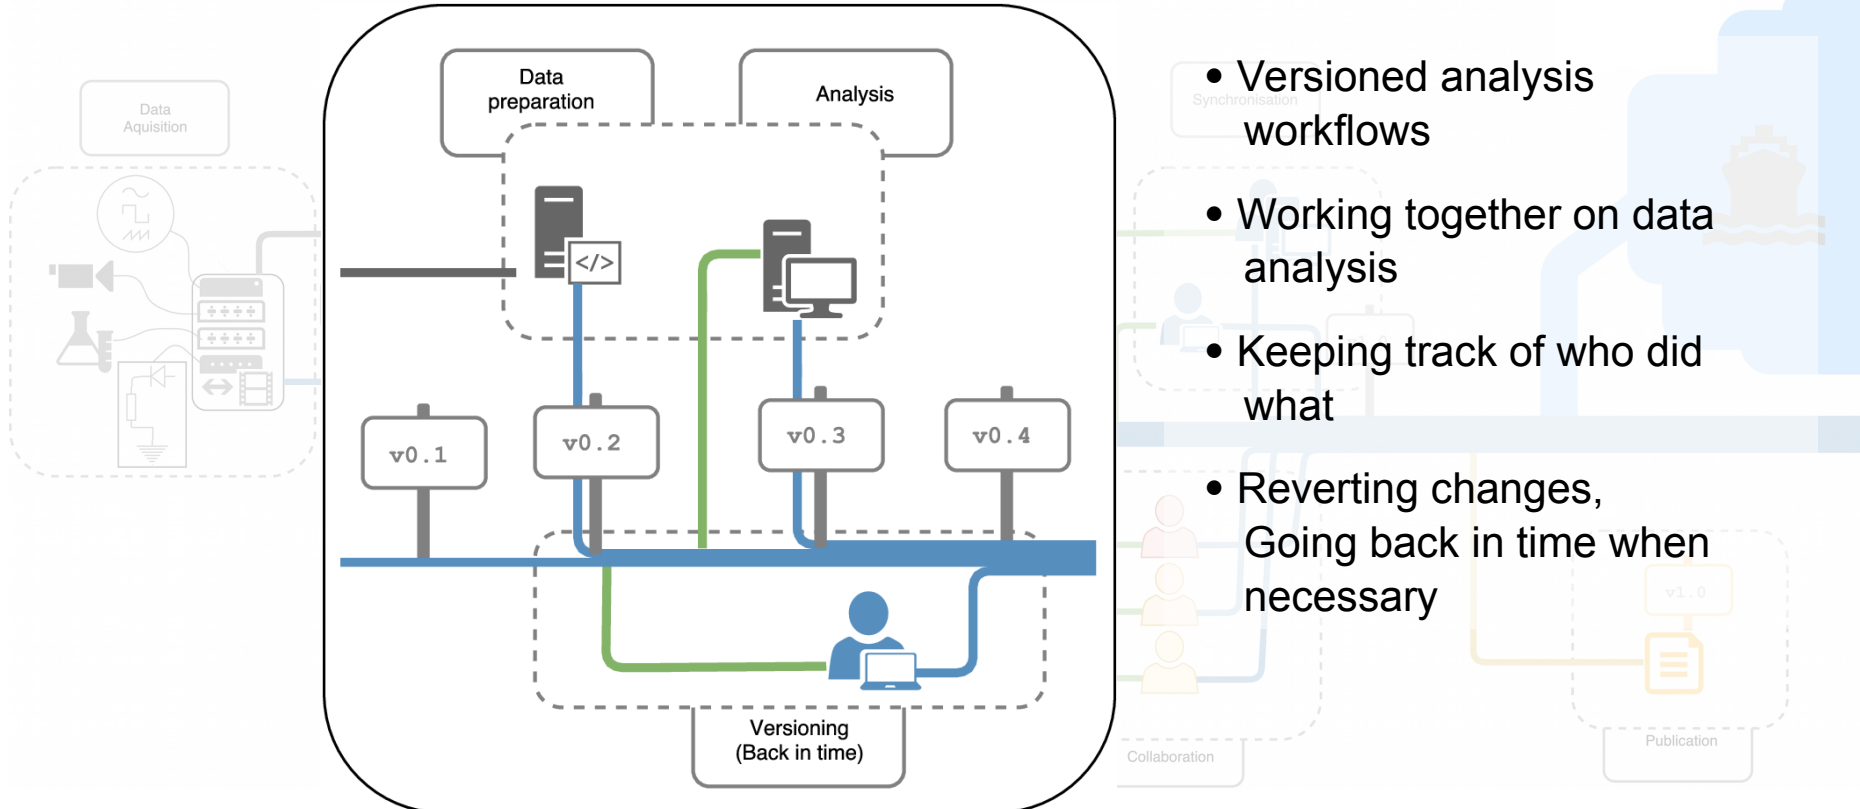 Data
Aquisition
Data
preparation
Analysis
</>
v0.1
v0.2
v0.3
v0.4
Versioning
(Back in time)
Synchronisation
• Versioned analysis
workflows
• Working together on data
analysis
• Keeping track of who did
what
• Reverting changes,
Going back in time when
necessary
Collaboration
v1.0
Publication